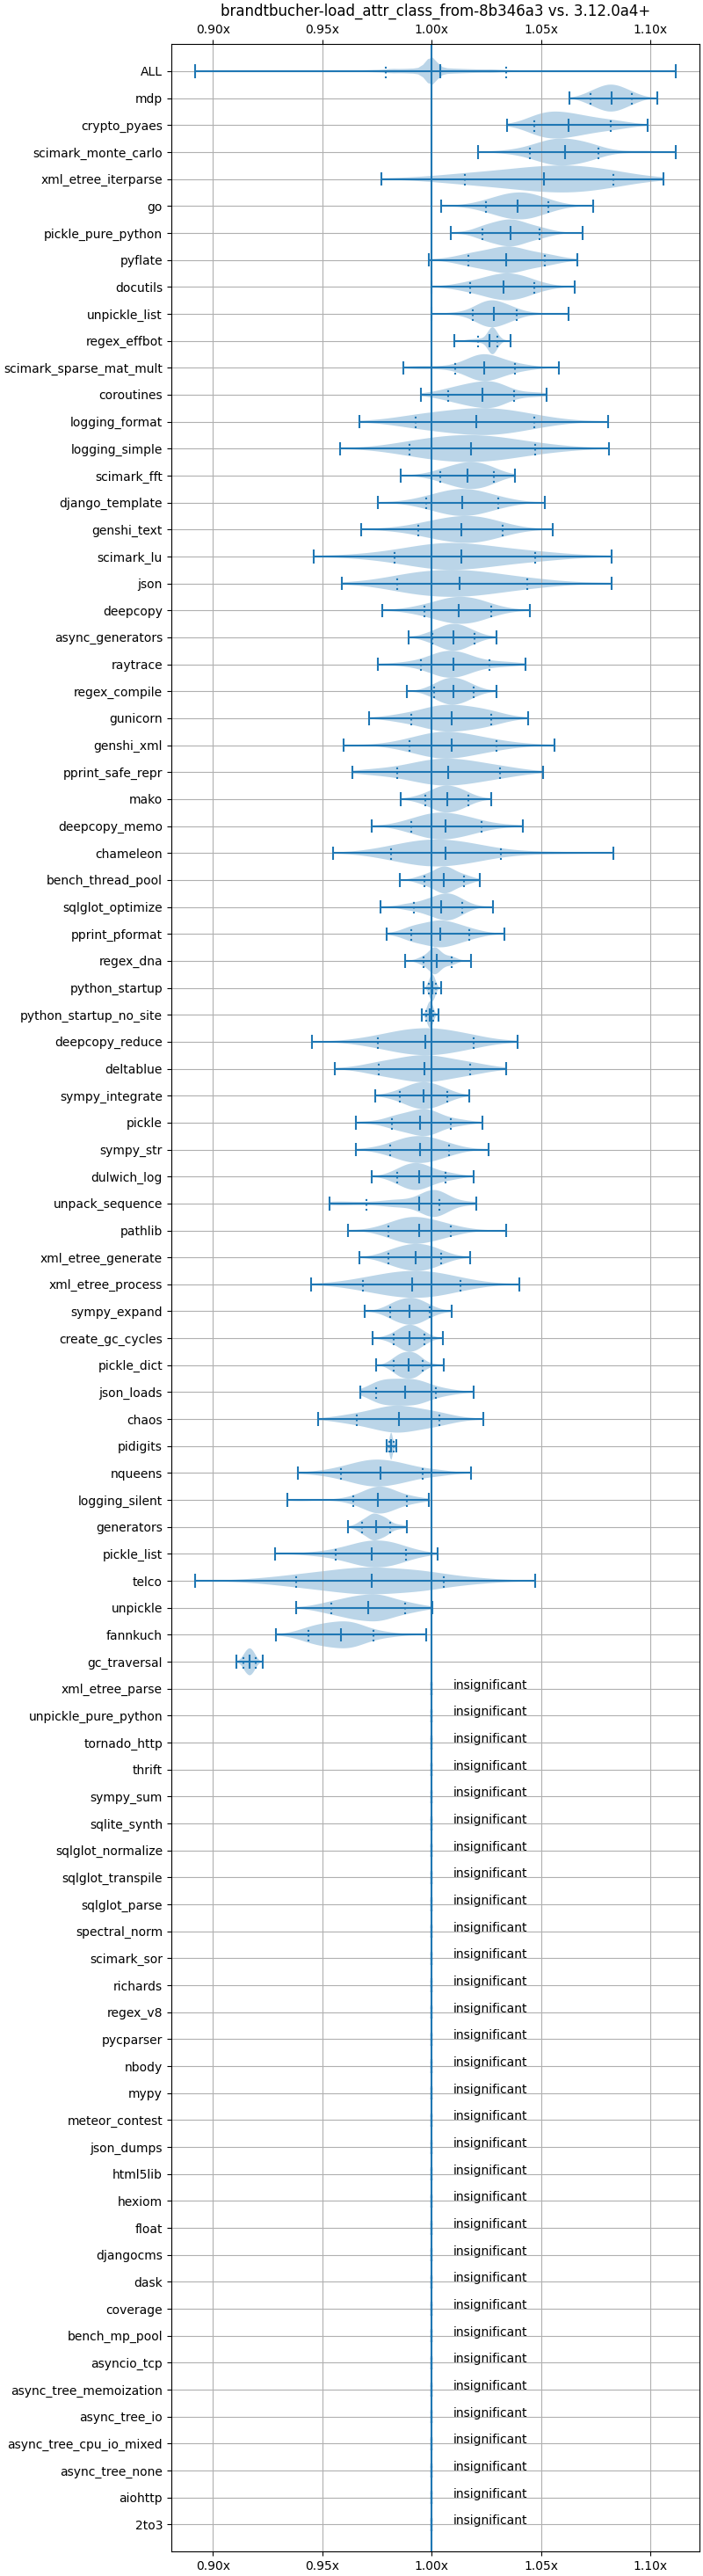 brandtbucher-load_attr_class_from-8b346a3 vs. 3.12.0a4+
0.90x 0.95x 1.00x 1.05x 1.10x
ALL
mdp
crypto_pyaes
scimark_monte_carlo
xml_etree_iterparse
go
pickle_pure_python
pyflate
docutils
unpickle_list
regex_effbot
scimark_sparse_mat_mult
coroutines
logging_format
logging_simple
scimark_fft
django_template
genshi_text
scimark_lu
json
deepcopy
async_generators
raytrace
regex_compile
gunicorn
genshi_xml
pprint_safe_repr
mako
deepcopy_memo
chameleon
bench_thread_pool
sqlglot_optimize
pprint_pformat
regex_dna
python_startup
python_startup_no_site
deepcopy_reduce
deltablue
sympy_integrate
pickle
sympy_str
dulwich_log
unpack_sequence
pathlib
xml_etree_generate
xml_etree_process
sympy_expand
create_gc_cycles
pickle_dict
json_loads
chaos
pidigits
nqueens
logging_silent
generators
pickle_list
telco
unpickle
fannkuch
gc_traversal
xml_etree_parse insignificant
unpickle_pure_python insignificant
tornado_http insignificant
thrift insignificant
sympy_sum insignificant
sqlite_synth insignificant
sqlglot_normalize insignificant
sqlglot_transpile insignificant
sqlglot_parse insignificant
spectral_norm insignificant
scimark_sor insignificant
richards insignificant
regex_v8 insignificant
pycparser insignificant
nbody insignificant
mypy insignificant
meteor_contest insignificant
json_dumps insignificant
html5lib insignificant
hexiom insignificant
float insignificant
djangocms insignificant
dask insignificant
coverage insignificant
bench_mp_pool insignificant
asyncio_tcp insignificant
async_tree_memoization insignificant
async_tree_io insignificant
async_tree_cpu_io_mixed insignificant
async_tree_none insignificant
aiohttp insignificant
2to3 insignificant
0.90x 0.95x 1.00x 1.05x 1.10x